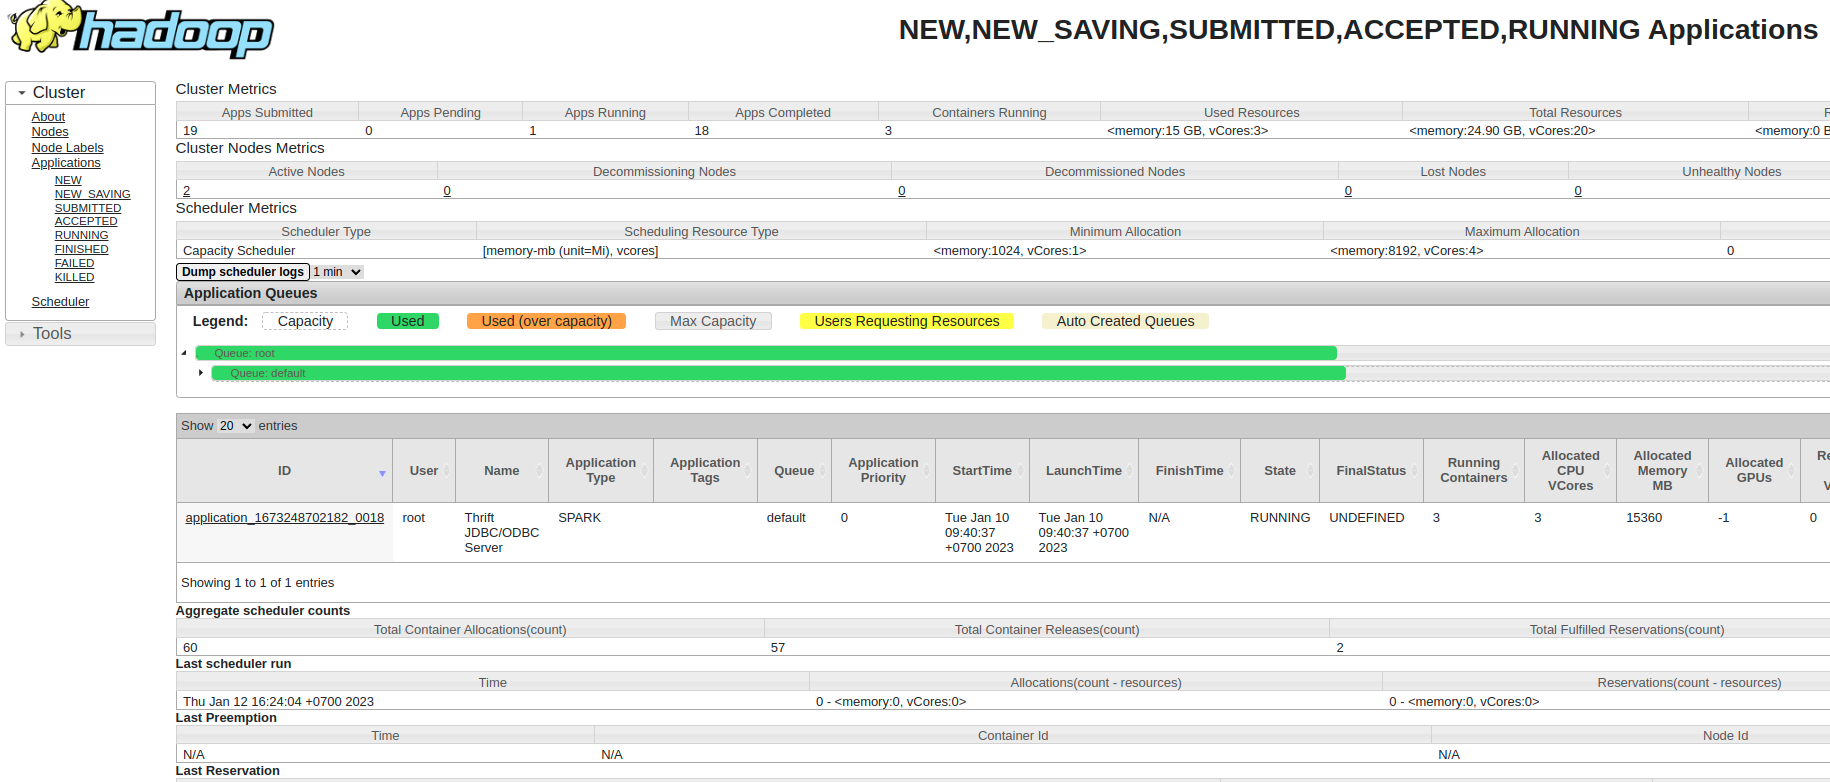 hadoop
NEW,NEW_SAVING,SUBMITTED,ACCEPTED,RUNNING Applications
Cluster
About
Nodes
Node Labels
Applications
NEW
NEW_SAVING
SUBMITTED
ACCEPTED
RUNNING
FINISHED
FAILED
KILLED
Scheduler
Tools
Cluster Metrics
Apps Submitted Apps Pending Apps Running Apps Completed Containers Running Used Resources Total Resources R
19 0 1 18 3 <memory:15 GB, vCores:3> <memory:24.90 GB, vCores:20> <memory:0 B
Cluster Nodes Metrics
Active Nodes Decommissioning Nodes Decommissioned Nodes Lost Nodes Unhealthy Nodes
2 0 0 0 0
Scheduler Metrics
Scheduler Type Scheduling Resource Type Minimum Allocation Maximum Allocation
Capacity Scheduler [memory-mb (unit=Mi), vcores] <memory:1024, vCores:1> <memory:8192, vCores:4> 0
Dump scheduler logs 1 min
Application Queues
Legend: Capacity Used Used (over capacity) Max Capacity Users Requesting Resources Auto Created Queues
Queue: root
Queue: default
Show 20 entries
ID User Name Application Type Application Tags Queue Application Priority StartTime LaunchTime FinishTime State FinalStatus Running Containers Allocated CPU VCores Allocated Memory MB Allocated GPUs Re V
application_1673248702182_0018 root Thrift JDBC/ODBC Server SPARK default 0 Tue Jan 10 09:40:37 +0700 2023 Tue Jan 10 09:40:37 +0700 2023 N/A RUNNING UNDEFINED 3 3 15360 -1 0
Showing 1 to 1 of 1 entries
Aggregate scheduler counts
Total Container Allocations(count) Total Container Releases(count) Total Fulfilled Reservations(count)
60 57 2
Last scheduler run
Time Allocations(count - resources) Reservations(count - resources)
Thu Jan 12 16:24:04 +0700 2023 0 - <memory:0, vCores:0> 0 - <memory:0, vCores:0>
Last Preemption
Time Container Id Node Id
N/A N/A N/A
Last Reservation